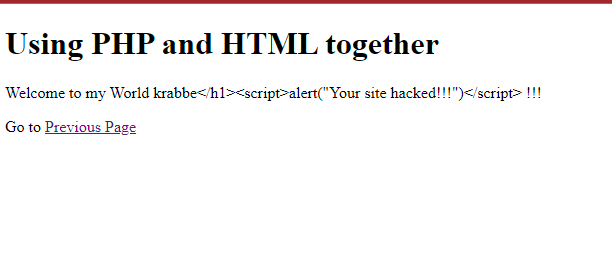 Using PHP and HTML together
Welcome to my World krabbe</h1><script>alert("Your site hacked!!!")</script> !!!
Go to Previous Page